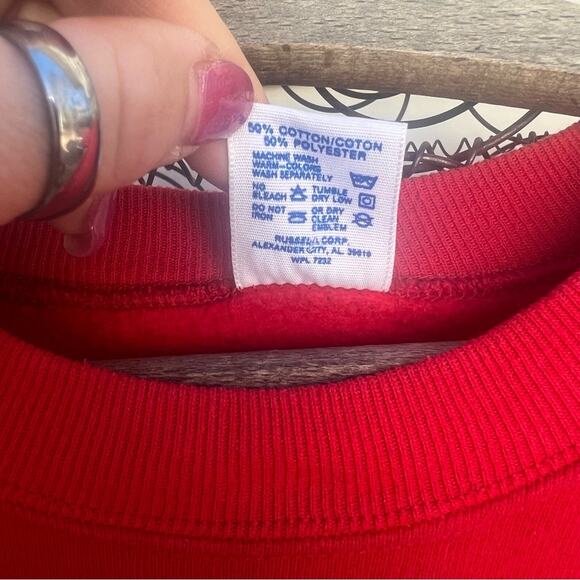 50% COTTON/COTON
50% POLYESTER
MACHINE WASH
WARM-COLORS
WASH SEPARATELY
NO BLEACH TUMBLE DRY LOW
DO NOT IRON OR DRY CLEAN EMBLEM
RUSSELL CORP.
ALEXANDER CITY, AL. 35010
WPL 7232